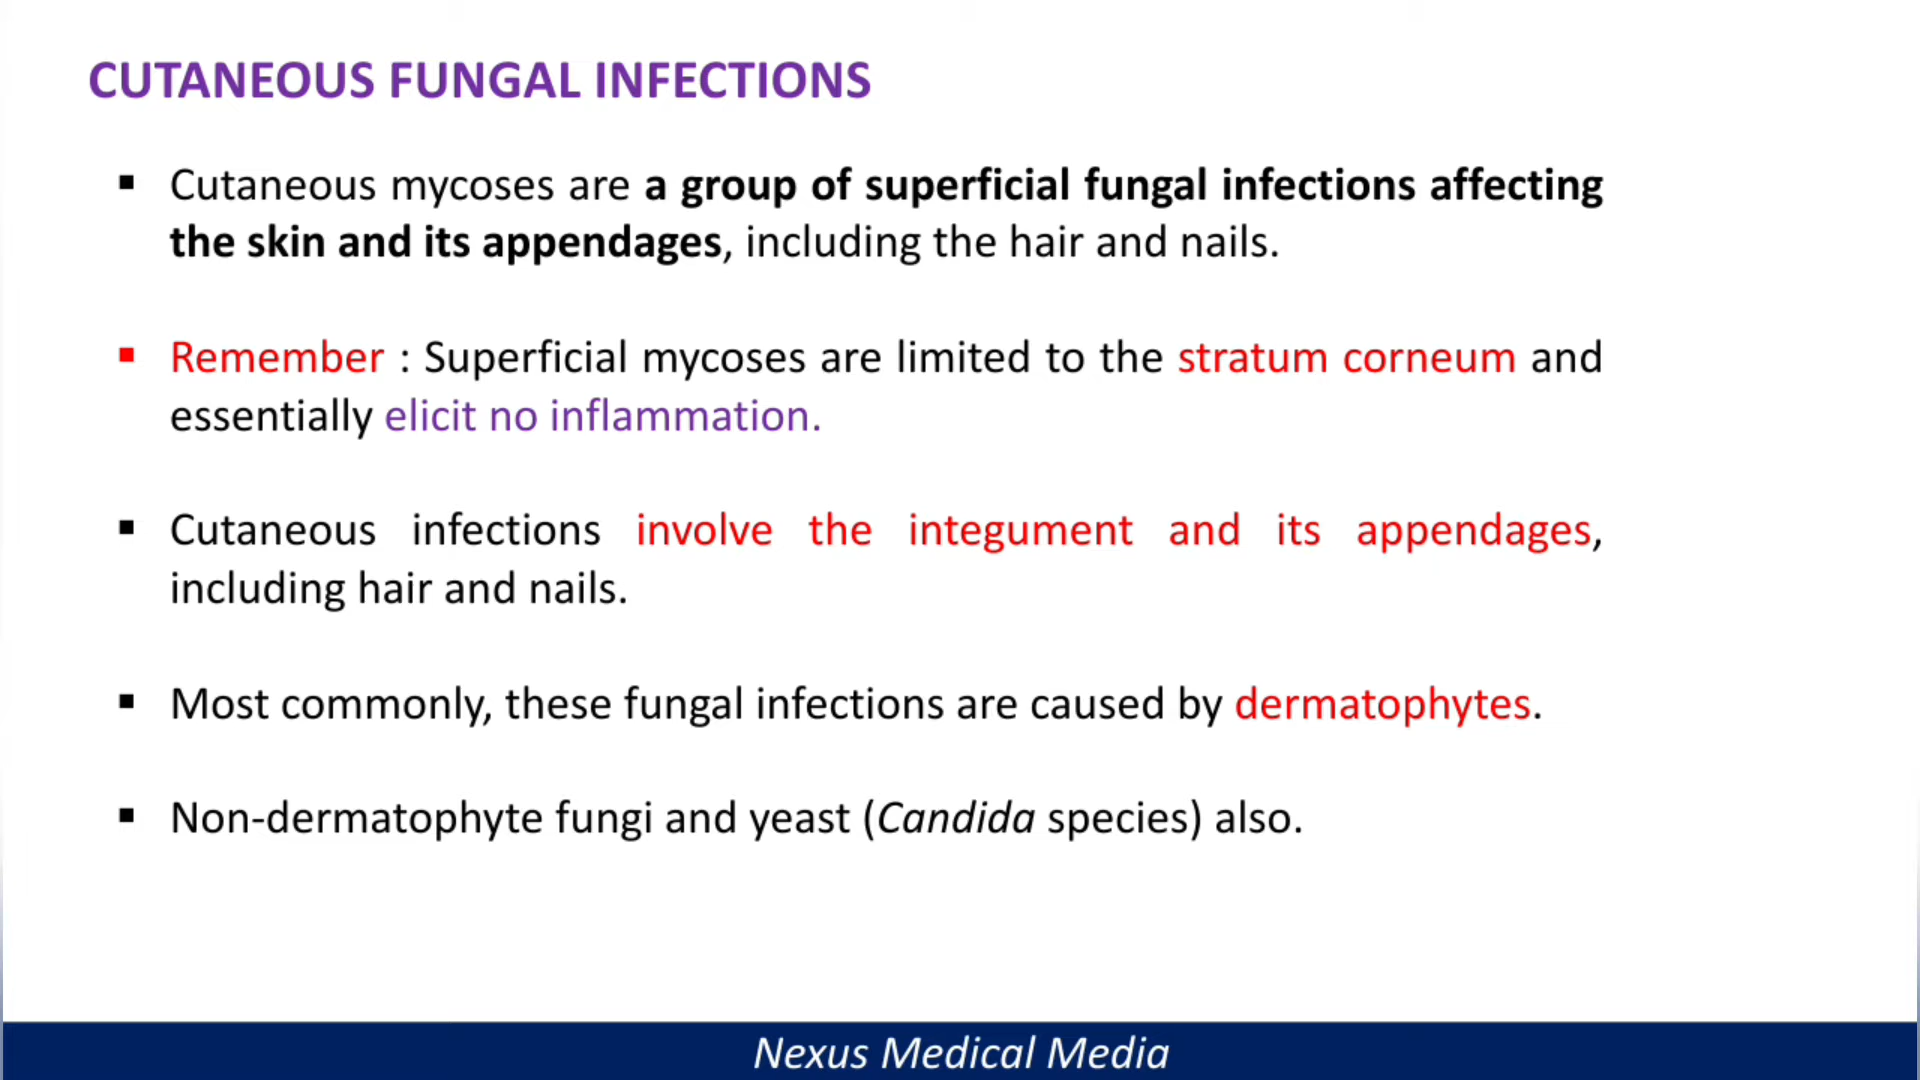 CUTANEOUS FUNGAL INFECTIONS
▪ Cutaneous mycoses are a group of superficial fungal infections affecting
the skin and its appendages, including the hair and nails.
▪ Remember : Superficial mycoses are limited to the stratum corneum and
essentially elicit no inflammation.
▪ Cutaneous infections involve the integument and its appendages,
including hair and nails.
▪ Most commonly, these fungal infections are caused by dermatophytes.
▪ Non-dermatophyte fungi and yeast (Candida species) also.
Nexus Medical Media